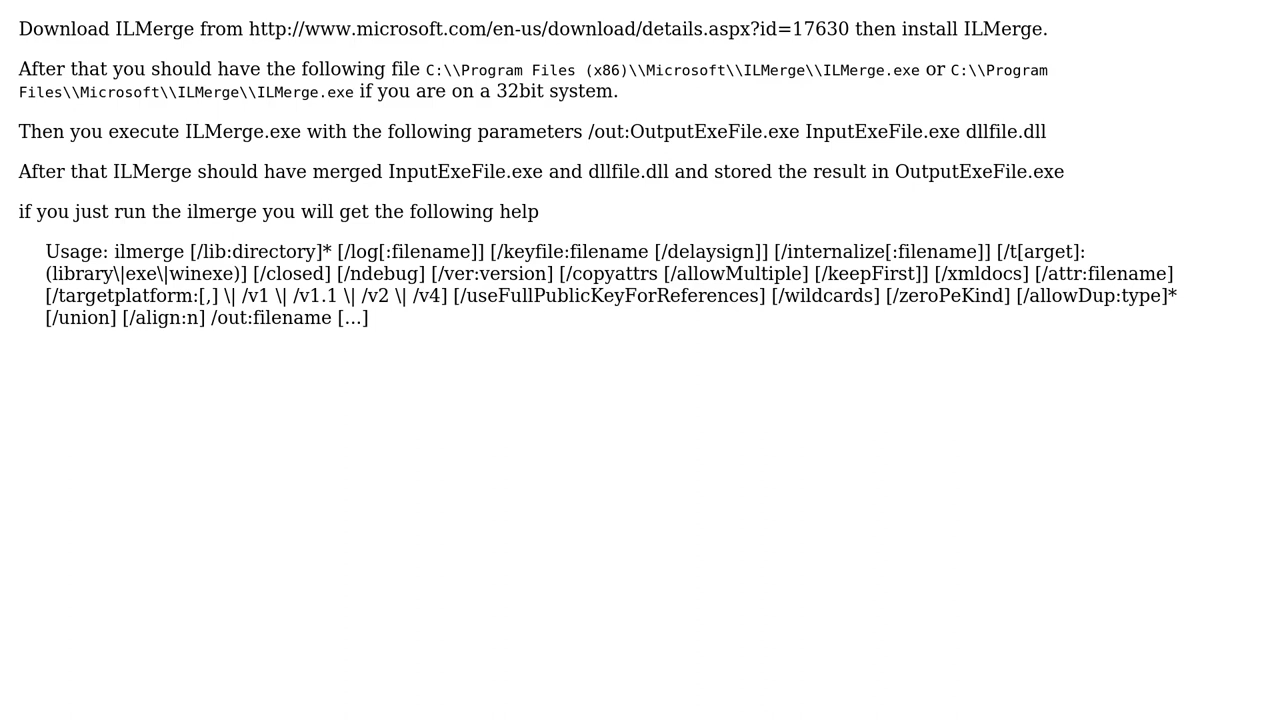 Download ILMerge from http://www.microsoft.com/en-us/download/details.aspx?id=17630 then install ILMerge.
After that you should have the following file C:\\Program Files (x86)\\Microsoft\\ILMerge\\ILMerge.exe or C:\\Program
Files\\Microsoft\\ILMerge\\ILMerge.exe if you are on a 32bit system.
Then you execute ILMerge.exe with the following parameters /out:OutputExeFile.exe InputExeFile.exe dllfile.dll
After that ILMerge should have merged InputExeFile.exe and dllfile.dll and stored the result in OutputExeFile.exe
if you just run the ilmerge you will get the following help
Usage: ilmerge [/lib:directory]* [/log[:filename]] [/keyfile:filename [/delaysign]] [/internalize[:filename]] [/t[arget]:
(library\|exe\|winexe)] [/closed] [/ndebug] [/ver:version] [/copyattrs [/allowMultiple] [/keepFirst]] [/xmldocs] [/attr:filename]
[/targetplatform:[,] \| /v1 \| /v1.1 \| /v2 \| /v4] [/useFullPublicKeyForReferences] [/wildcards] [/zeroPeKind] [/allowDup:type]*
[/union] [/align:n] /out:filename [...]